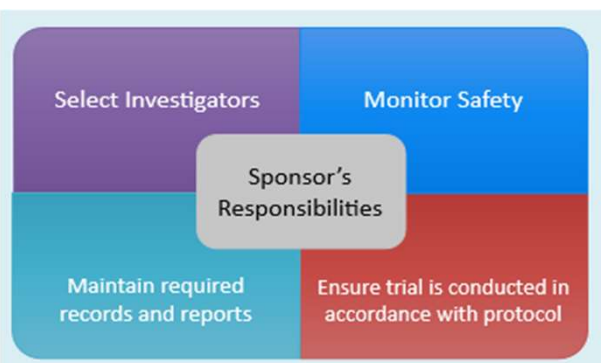 Select Investigators
Monitor Safety
Sponsor's
Responsibilities
Maintain required
records and reports
Ensure trial is conducted in
accordance with protocol